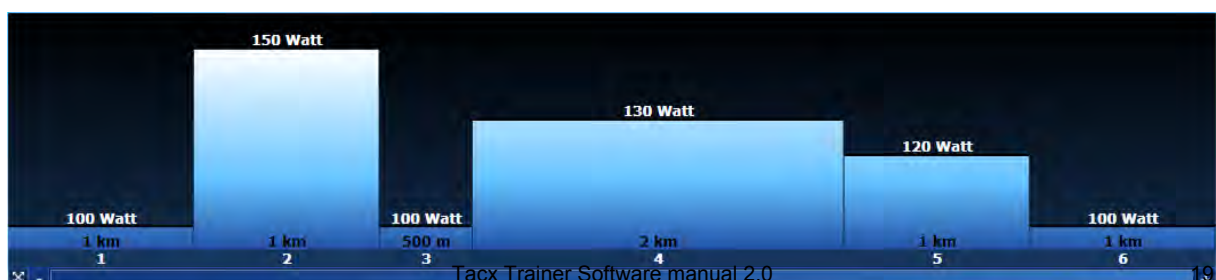 150 Watt
130 Watt
120 Watt
100 Watt 100 Watt 100 Watt
1 km 1 km 500 m 2 km 1 km 1 km
1 2 3 4 5 6
Tacx Trainer Software manual 2.0 19